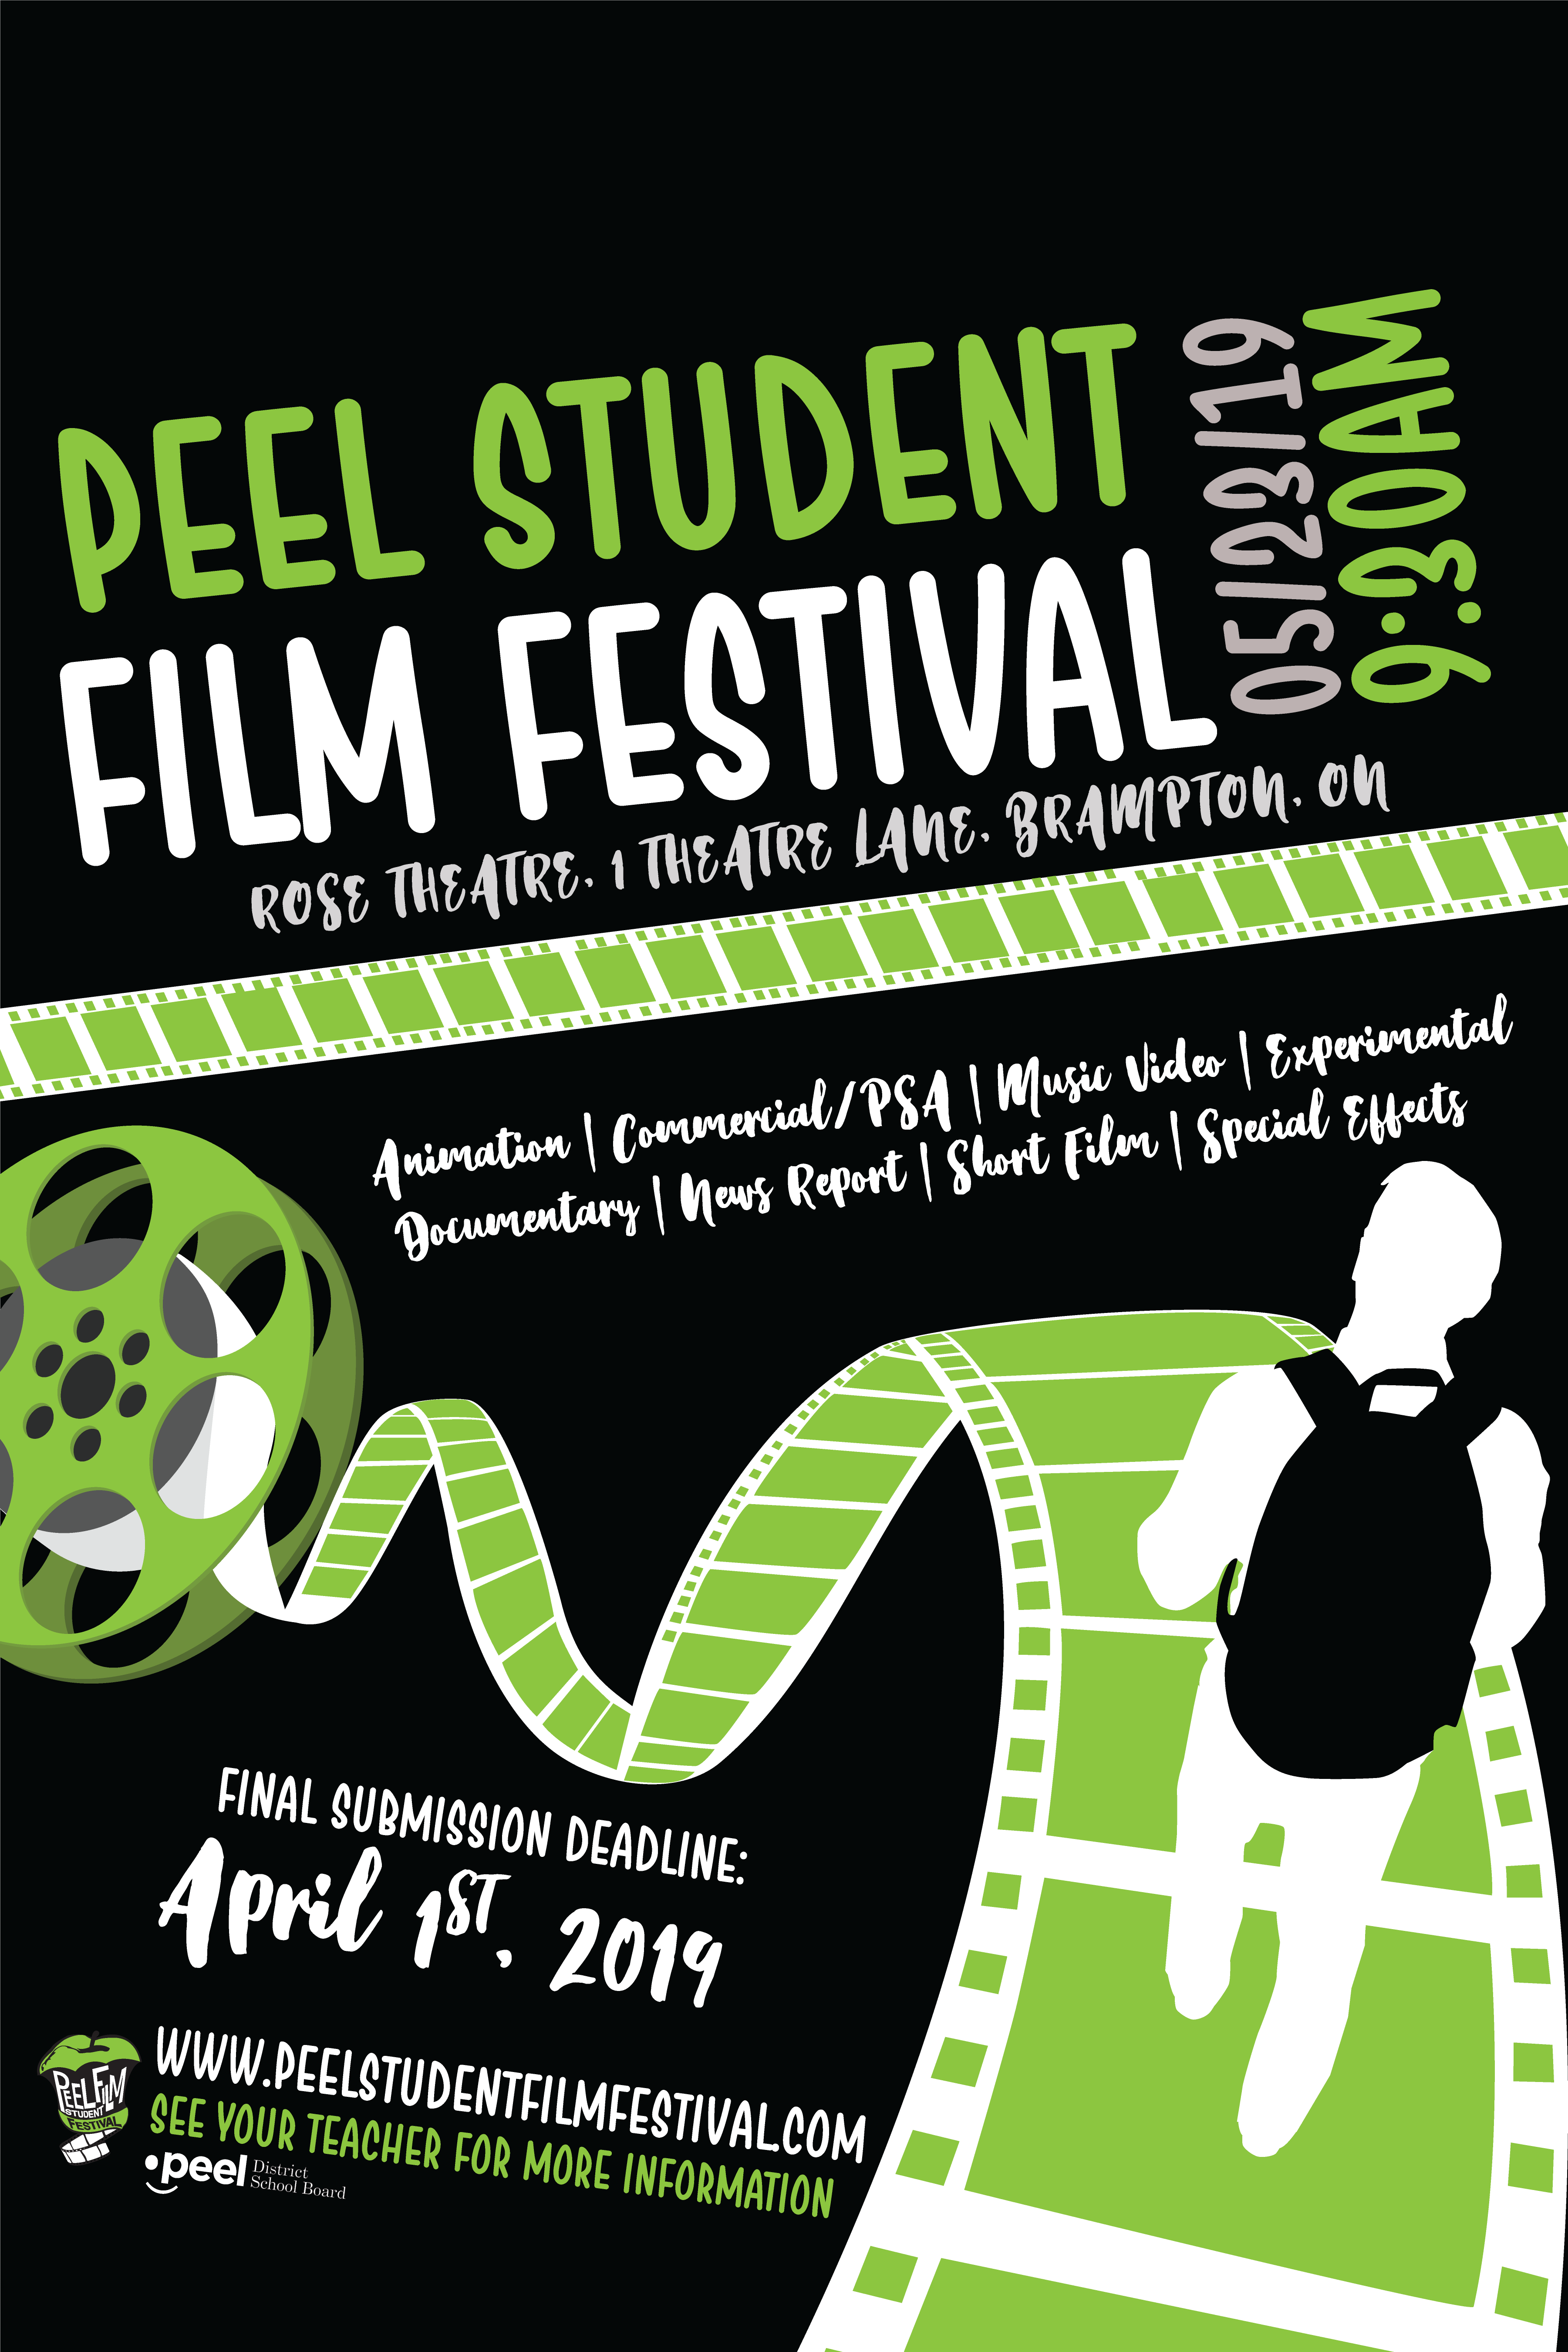 PEEL STUDENT
FILM FESTIVAL
05/23/19
9:30AM
ROSE THEATRE, 1 THEATRE LANE, BRAMPTON, ON
Animation | Commercial/PSA | Music Video | Experimental
Documentary | News Report | Short Film | Special Effects
FINAL SUBMISSION DEADLINE:
April 1ST, 2019
WWW.PEELSTUDENTFILMFESTIVAL.COM
SEE YOUR TEACHER FOR MORE INFORMATION
PEEL FILM
STUDENT
FESTIVAL
peel District
School Board